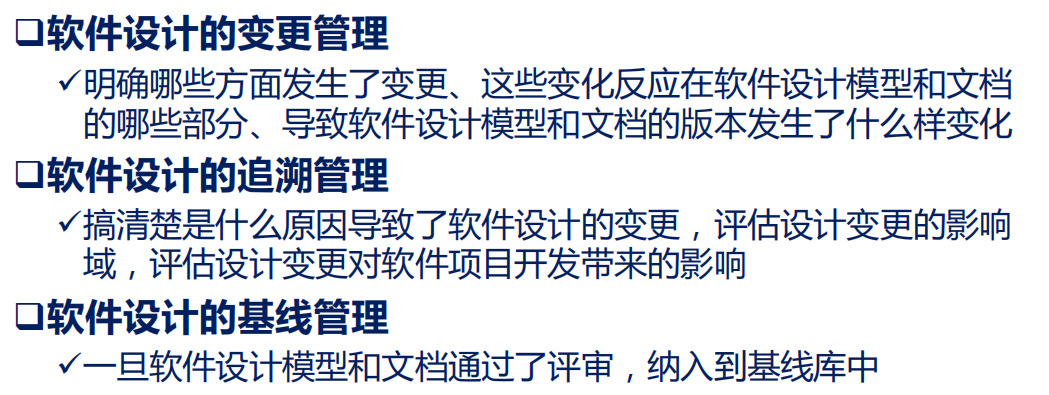 ❑软件设计的变更管理
✓明确哪些方面发生了变更、这些变化反应在软件设计模型和文档
的哪些部分、导致软件设计模型和文档的版本发生了什么样变化
❑软件设计的追溯管理
✓搞清楚是什么原因导致了软件设计的变更，评估设计变更的影响
域，评估设计变更对软件项目开发带来的影响
❑软件设计的基线管理
✓一旦软件设计模型和文档通过了评审，纳入到基线库中